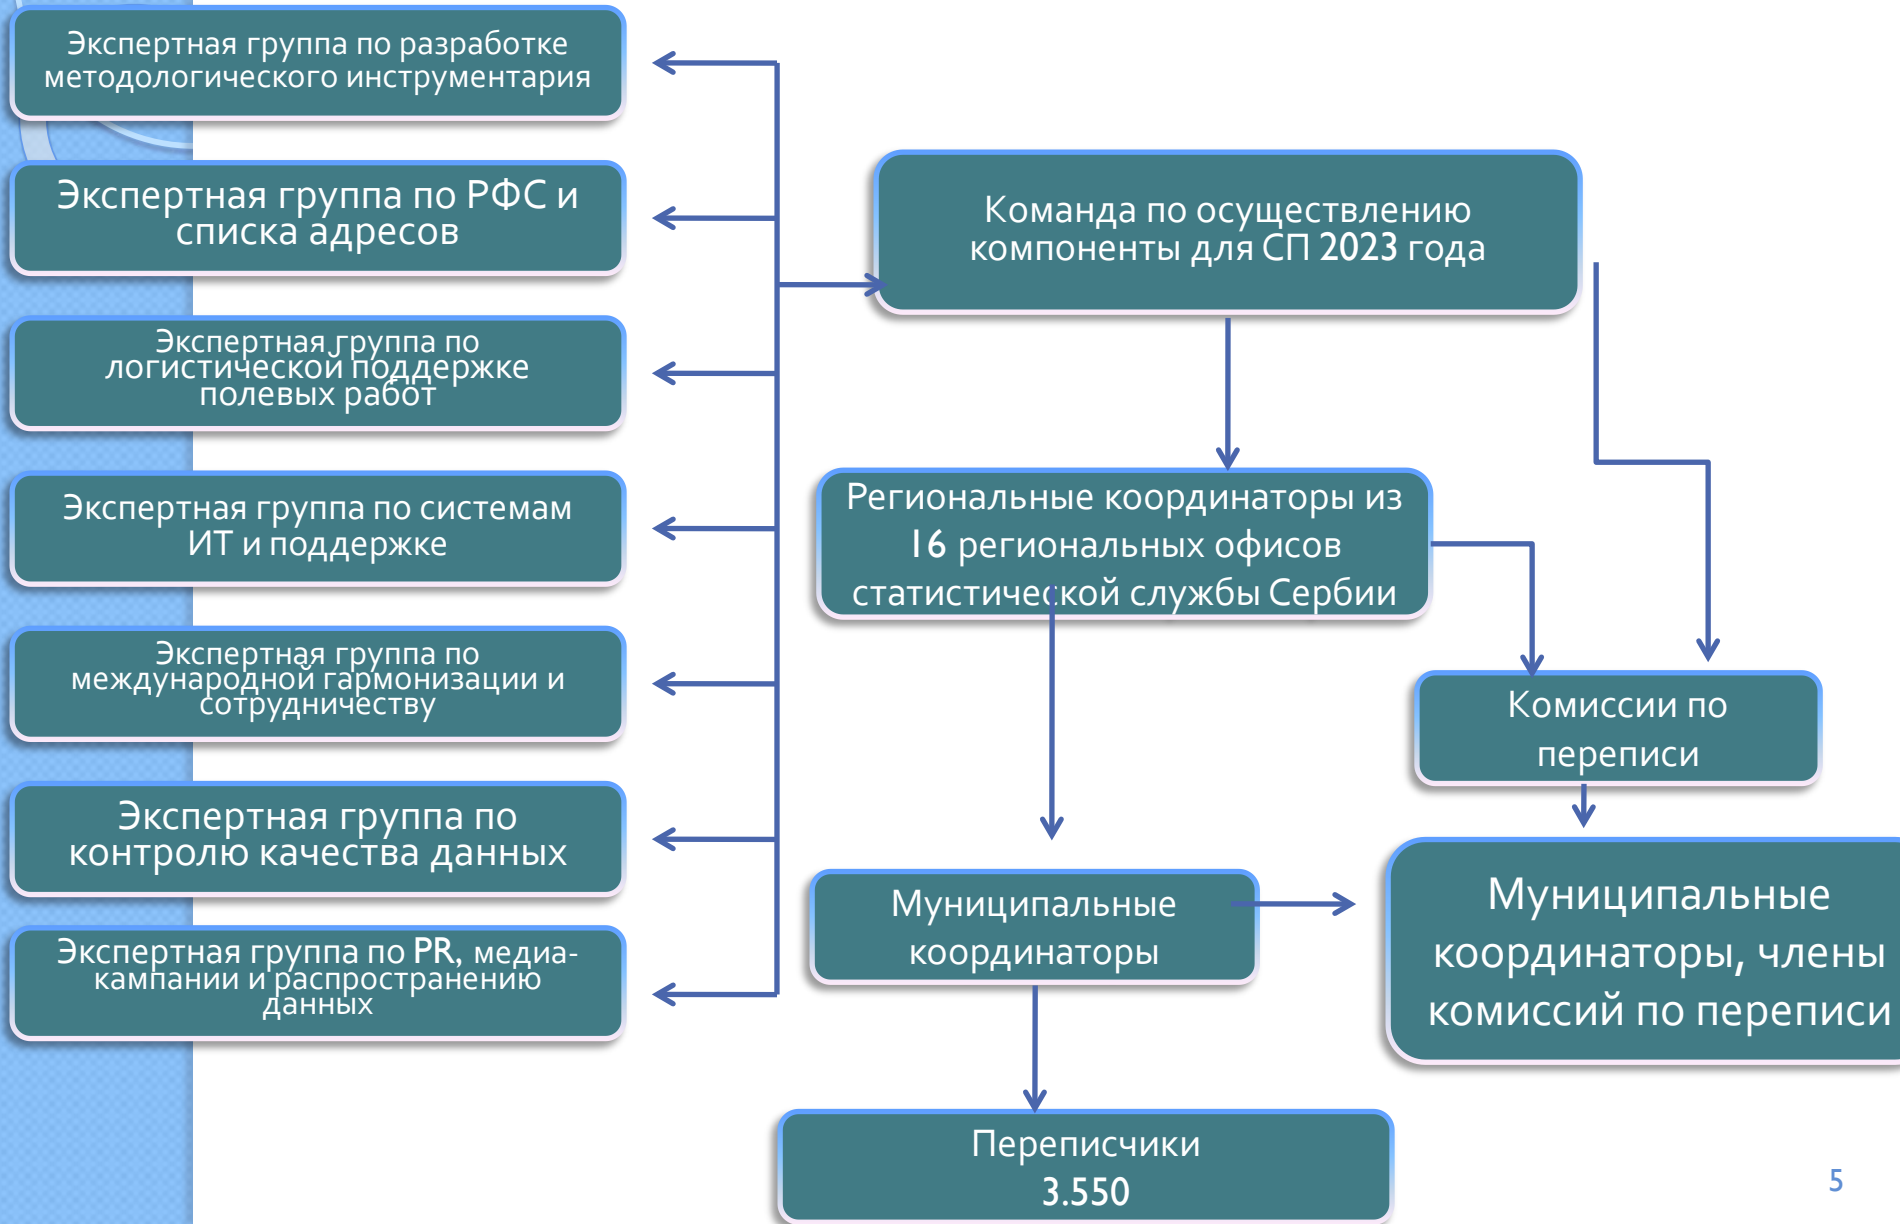 Экспертная группа по разработке
методологического инструментария
Экспертная группа по РФС и
списка адресов
Экспертная группа по
логистической поддержке
полевых работ
Экспертная группа по системам
ИТ и поддержке
Экспертная группа по
международной гармонизации и
сотрудничеству
Экспертная группа по
контролю качества данных
Экспертная группа по PR, медиа-
кампании и распространению
данных
Команда по осуществлению
компоненты для СП 2023 года
Региональные координаторы из
16 региональных офисов
статистической службы Сербии
Комиссии по
переписи
Муниципальные
координаторы
Муниципальные
координаторы, члены
комиссий по переписи
Переписчики
3.550
5